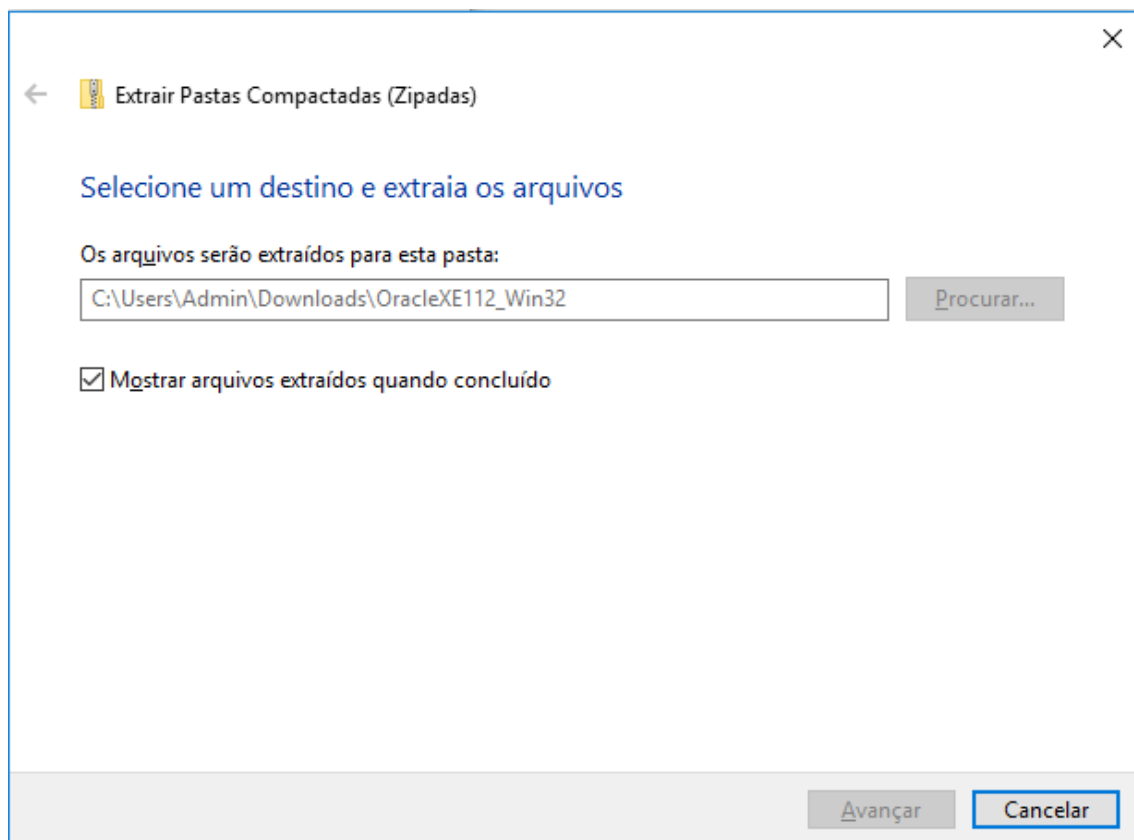 Extrair Pastas Compactadas (Zipadas)
Selecione um destino e extraia os arquivos
Os arquivos serão extraídos para esta pasta:
C:\Users\Admin\Downloads\OracleXE112_Win32
Procurar...
Mostrar arquivos extraídos quando concluído
Avançar
Cancelar